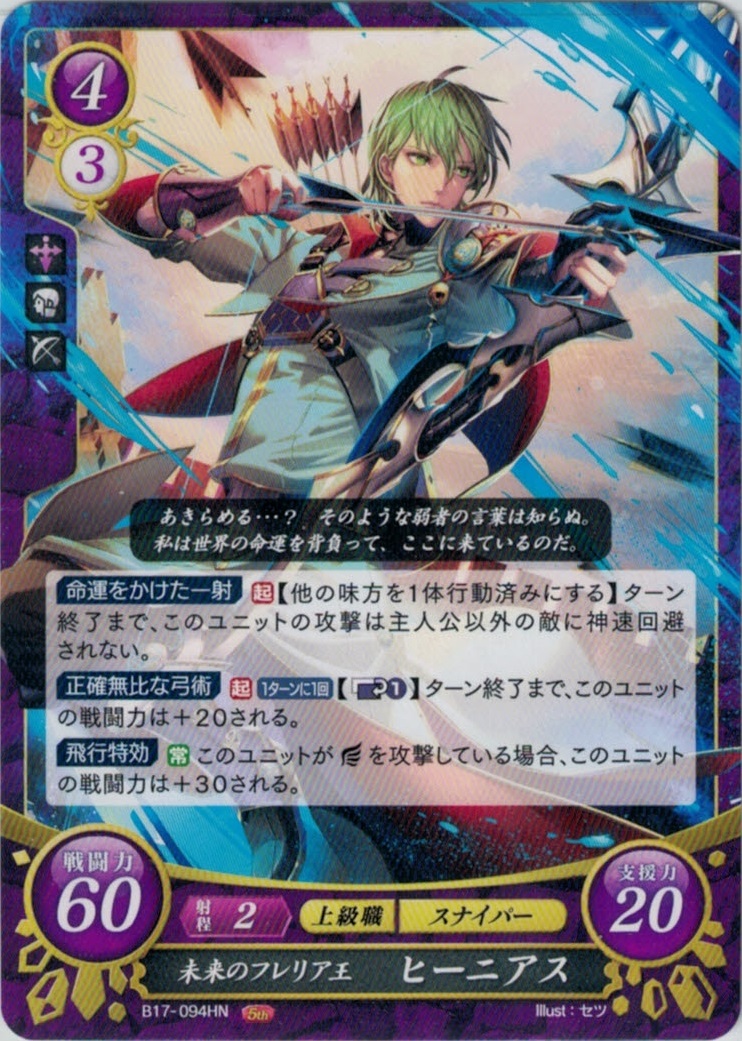 4
3
あきらめる…？　そのような弱者の言葉は知らぬ。
私は世界の命運を背負って、ここに来ているのだ。
命運をかけた一射 起【他の味方を1体行動済みにする】ターン
終了まで、このユニットの攻撃は主人公以外の敵に神速回避
されない。
正確無比な弓術 起 1ターンに1回【1】ターン終了まで、このユニット
の戦闘力は＋20される。
飛行特効 常 このユニットが を攻撃している場合、このユニット
の戦闘力は＋30される。
戦闘力
60
射程 2
上級職 スナイパー
支援力
20
未来のフレリア王 ヒーニアス
B17-094HN 5th
Illust：セツ